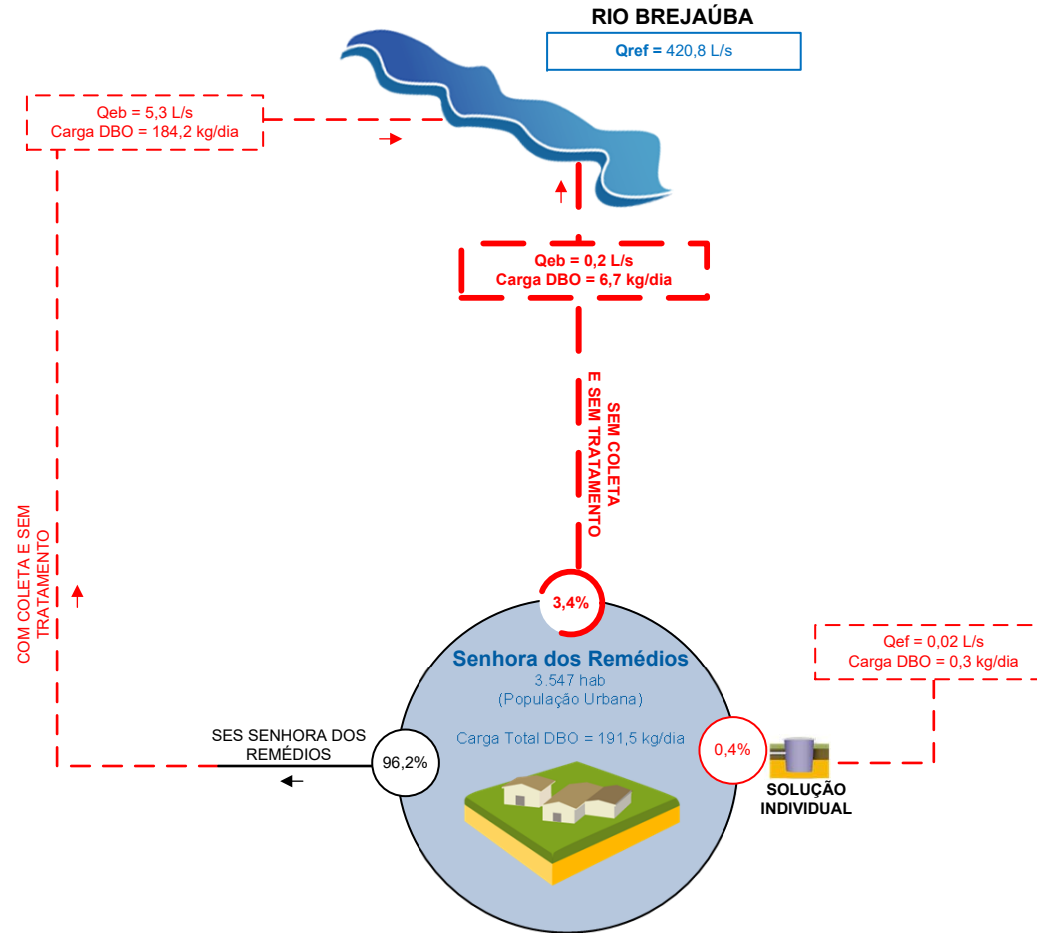 RIO BREJAÚBA
Qref = 420,8 L/s
Qeb = 5,3 L/s
Carga DBO = 184,2 kg/dia
Qeb = 0,2 L/s
Carga DBO = 6,7 kg/dia
SEM COLETA
E SEM TRATAMENTO
COM COLETA E SEM
TRATAMENTO
3,4%
Qef = 0,02 L/s
Carga DBO = 0,3 kg/dia
Senhora dos Remédios
3.547 hab
(População Urbana)
Carga Total DBO = 191,5 kg/dia
SES SENHORA DOS
REMÉDIOS
96,2%
0,4%
SOLUÇÃO
INDIVIDUAL